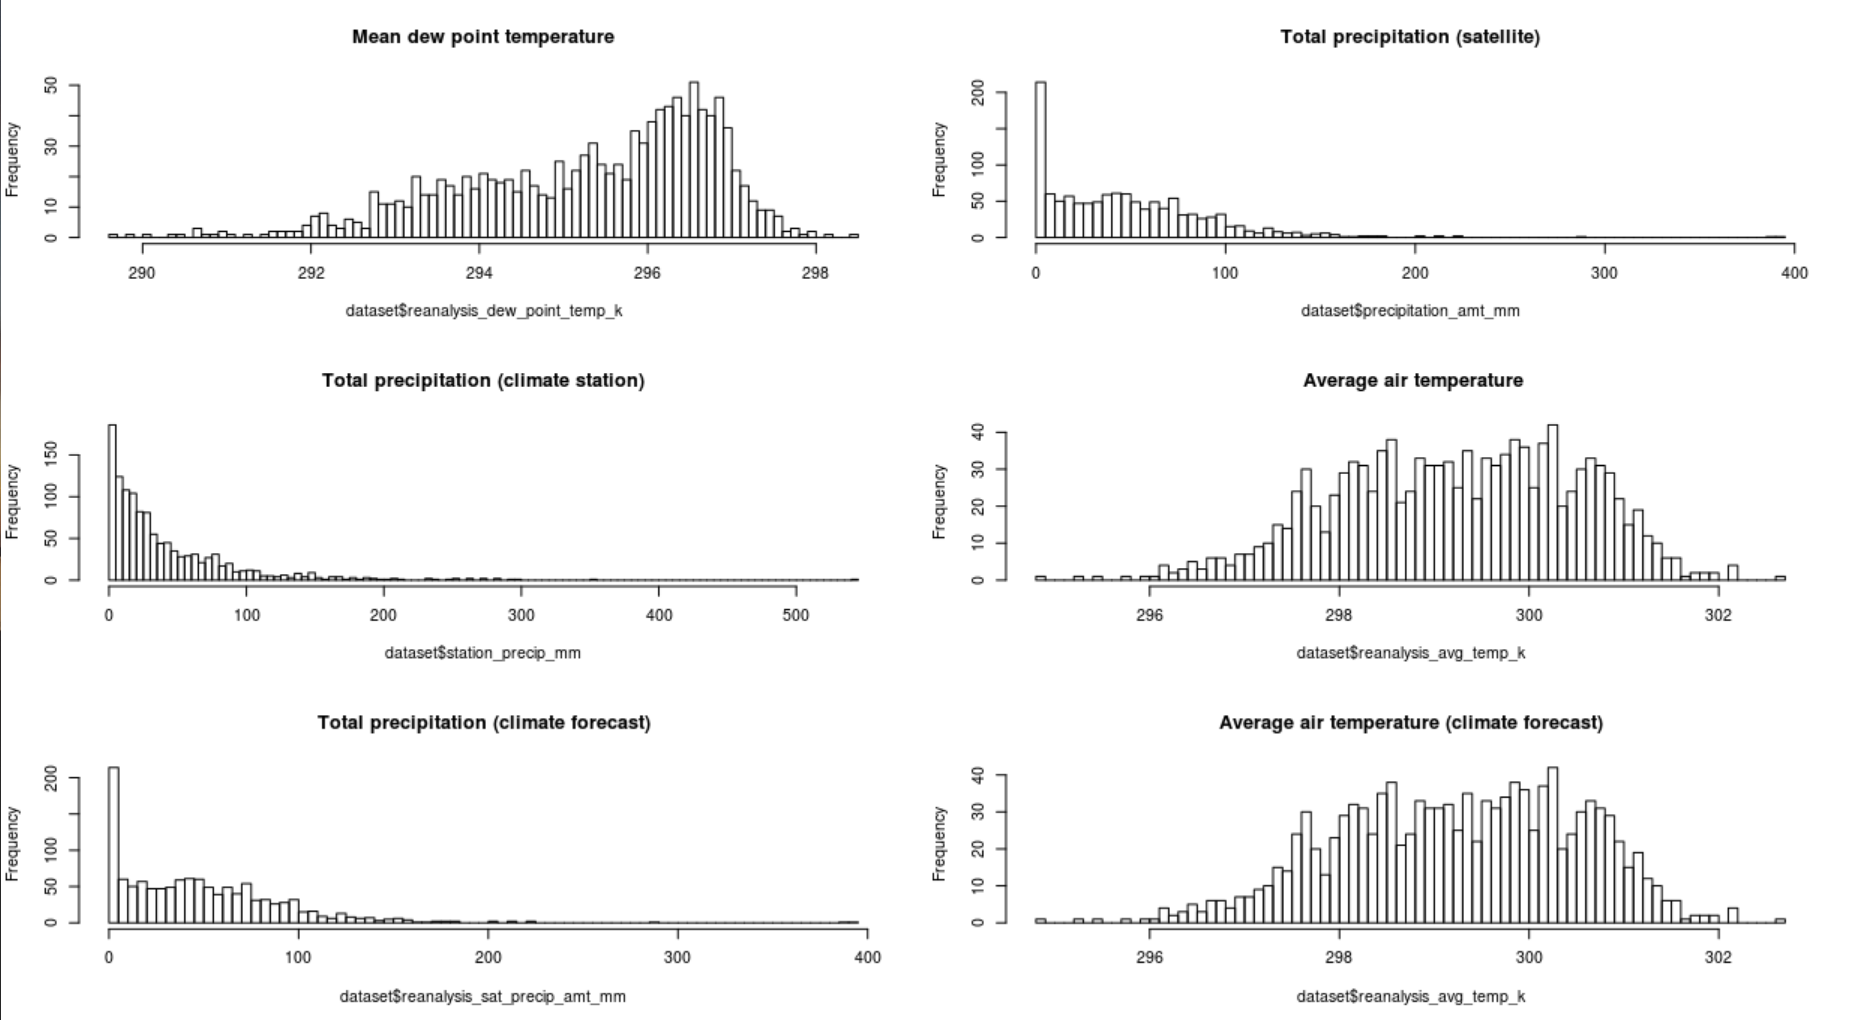 Mean dew point temperature
Frequency
50
30
10
0
290 292 294 296 298
dataset$reanalysis_dew_point_temp_k
Total precipitation (satellite)
Frequency
200
100
50
0
0 100 200 300 400
dataset$precipitation_amt_mm
Total precipitation (climate station)
Frequency
150
100
50
0
0 100 200 300 400 500
dataset$station_precip_mm
Average air temperature
Frequency
40
30
20
10
0
296 298 300 302
dataset$reanalysis_avg_temp_k
Total precipitation (climate forecast)
Frequency
200
100
50
0
0 100 200 300 400
dataset$reanalysis_sat_precip_amt_mm
Average air temperature (climate forecast)
Frequency
40
30
20
10
0
296 298 300 302
dataset$reanalysis_avg_temp_k